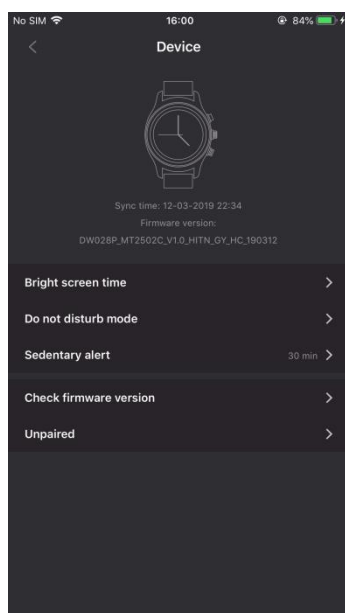 No SIM 16:00 84%
Device
Sync time: 12-03-2019 22:34
Firmware version:
DW028P_MT2502C_V1.0_HITN_GY_HC_190312
Bright screen time
Do not disturb mode
Sedentary alert 30 min
Check firmware version
Unpaired